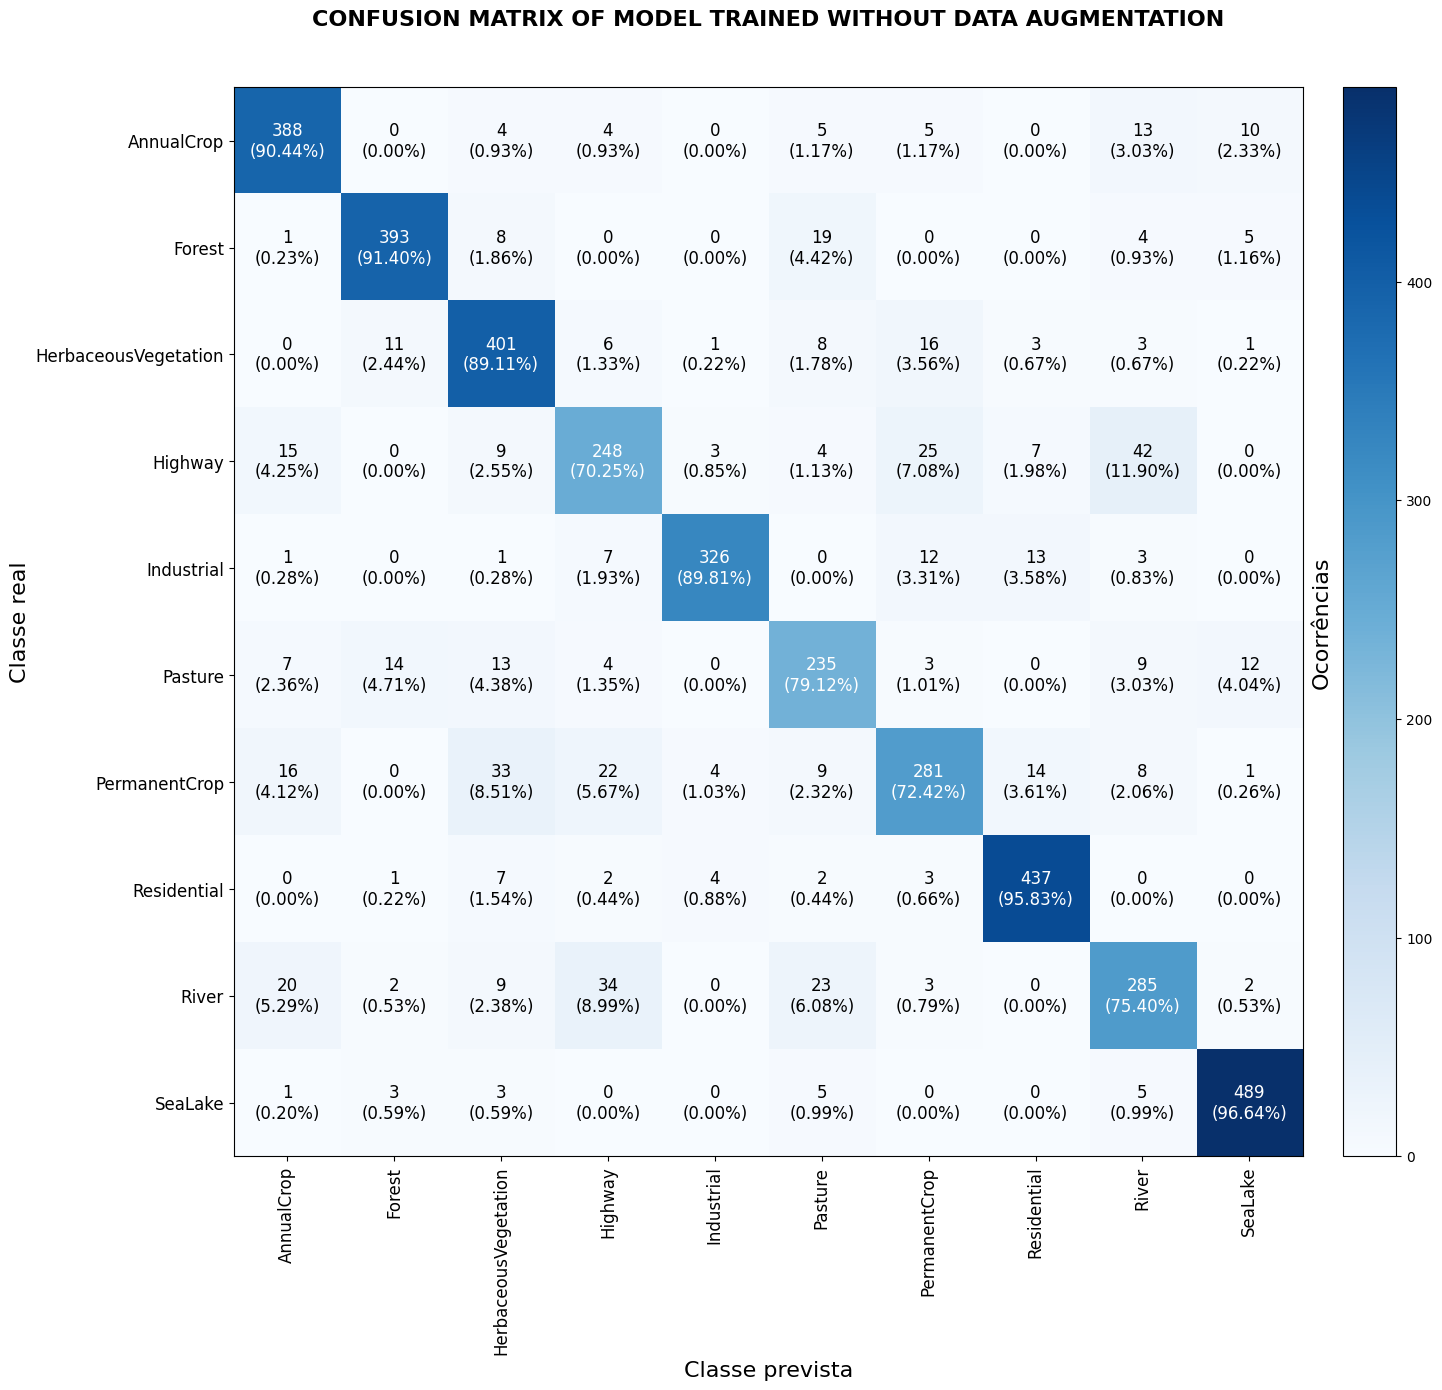 CONFUSION MATRIX OF MODEL TRAINED WITHOUT DATA AUGMENTATION
AnnualCrop
388 0 4 4 0 5 5 0 13 10
(90.44%) (0.00%) (0.93%) (0.93%) (0.00%) (1.17%) (1.17%) (0.00%) (3.03%) (2.33%)
Forest
1 393 8 0 0 19 0 0 4 5
(0.23%) (91.40%) (1.86%) (0.00%) (0.00%) (4.42%) (0.00%) (0.00%) (0.93%) (1.16%)
HerbaceousVegetation
0 11 401 6 1 8 16 3 3 1
(0.00%) (2.44%) (89.11%) (1.33%) (0.22%) (1.78%) (3.56%) (0.67%) (0.67%) (0.22%)
Highway
15 0 9 248 3 4 25 7 42 0
(4.25%) (0.00%) (2.55%) (70.25%) (0.85%) (1.13%) (7.08%) (1.98%) (11.90%) (0.00%)
Industrial
1 0 1 7 326 0 12 13 3 0
(0.28%) (0.00%) (0.28%) (1.93%) (89.81%) (0.00%) (3.31%) (3.58%) (0.83%) (0.00%)
Pasture
7 14 13 4 0 235 3 0 9 12
(2.36%) (4.71%) (4.38%) (1.35%) (0.00%) (79.12%) (1.01%) (0.00%) (3.03%) (4.04%)
PermanentCrop
16 0 33 22 4 9 281 14 8 1
(4.12%) (0.00%) (8.51%) (5.67%) (1.03%) (2.32%) (72.42%) (3.61%) (2.06%) (0.26%)
Residential
0 1 7 2 4 2 3 437 0 0
(0.00%) (0.22%) (1.54%) (0.44%) (0.88%) (0.44%) (0.66%) (95.83%) (0.00%) (0.00%)
River
20 2 9 34 0 23 3 0 285 2
(5.29%) (0.53%) (2.38%) (8.99%) (0.00%) (6.08%) (0.79%) (0.00%) (75.40%) (0.53%)
SeaLake
1 3 3 0 0 5 0 0 5 489
(0.20%) (0.59%) (0.59%) (0.00%) (0.00%) (0.99%) (0.00%) (0.00%) (0.99%) (96.64%)
Classe real
AnnualCrop
Forest
HerbaceousVegetation
Highway
Industrial
Pasture
PermanentCrop
Residential
River
SeaLake
Classe prevista
Ocorrências
400
300
200
100
0